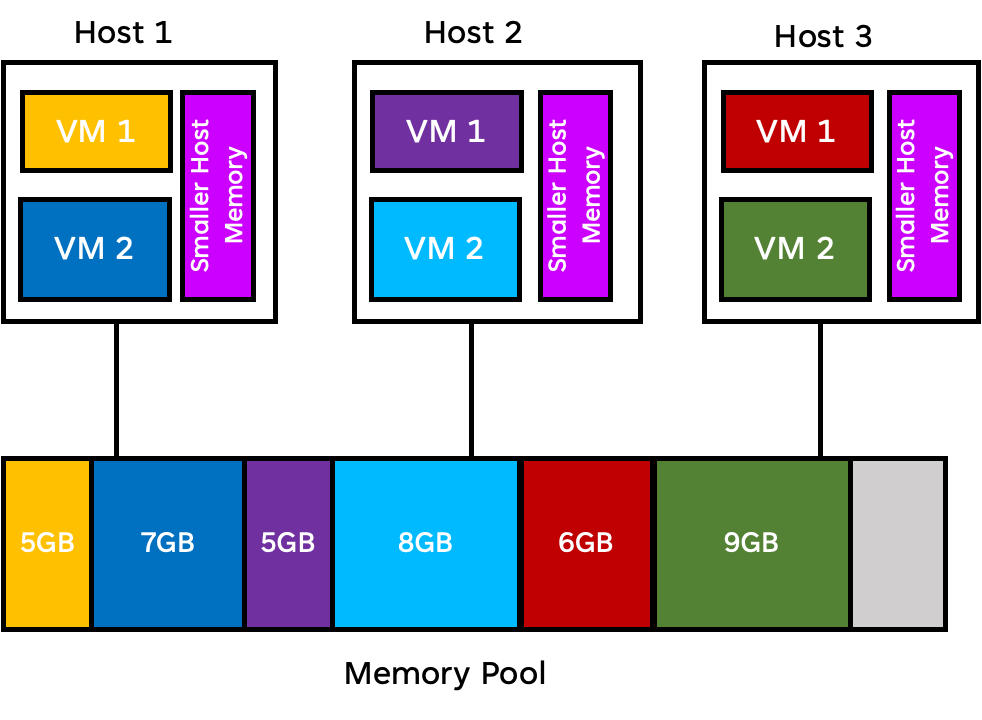 Host 1
Host 2
Host 3
VM 1
VM 2
Smaller Host
Memory
VM 1
VM 2
Smaller Host
Memory
VM 1
VM 2
Smaller Host
Memory
5GB
7GB
5GB
8GB
6GB
9GB
Memory Pool